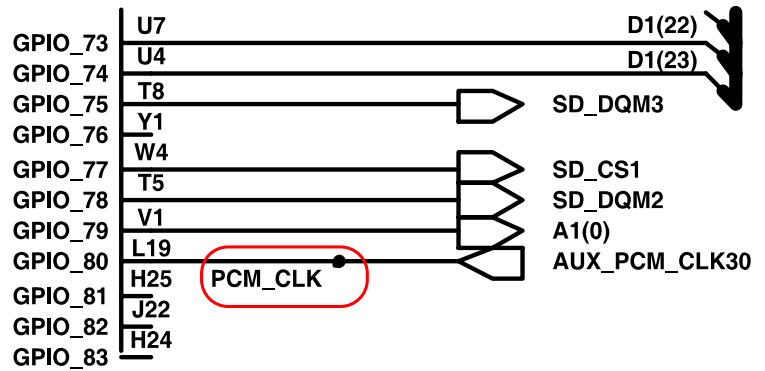 U7 D1(22)
GPIO_73
U4 D1(23)
GPIO_74
T8
GPIO_75 SD_DQM3
Y1
GPIO_76
W4
GPIO_77 SD_CS1
T5
GPIO_78 SD_DQM2
V1
GPIO_79 A1(0)
L19
GPIO_80 AUX_PCM_CLK30
H25 PCM_CLK
GPIO_81
J22
GPIO_82
H24
GPIO_83